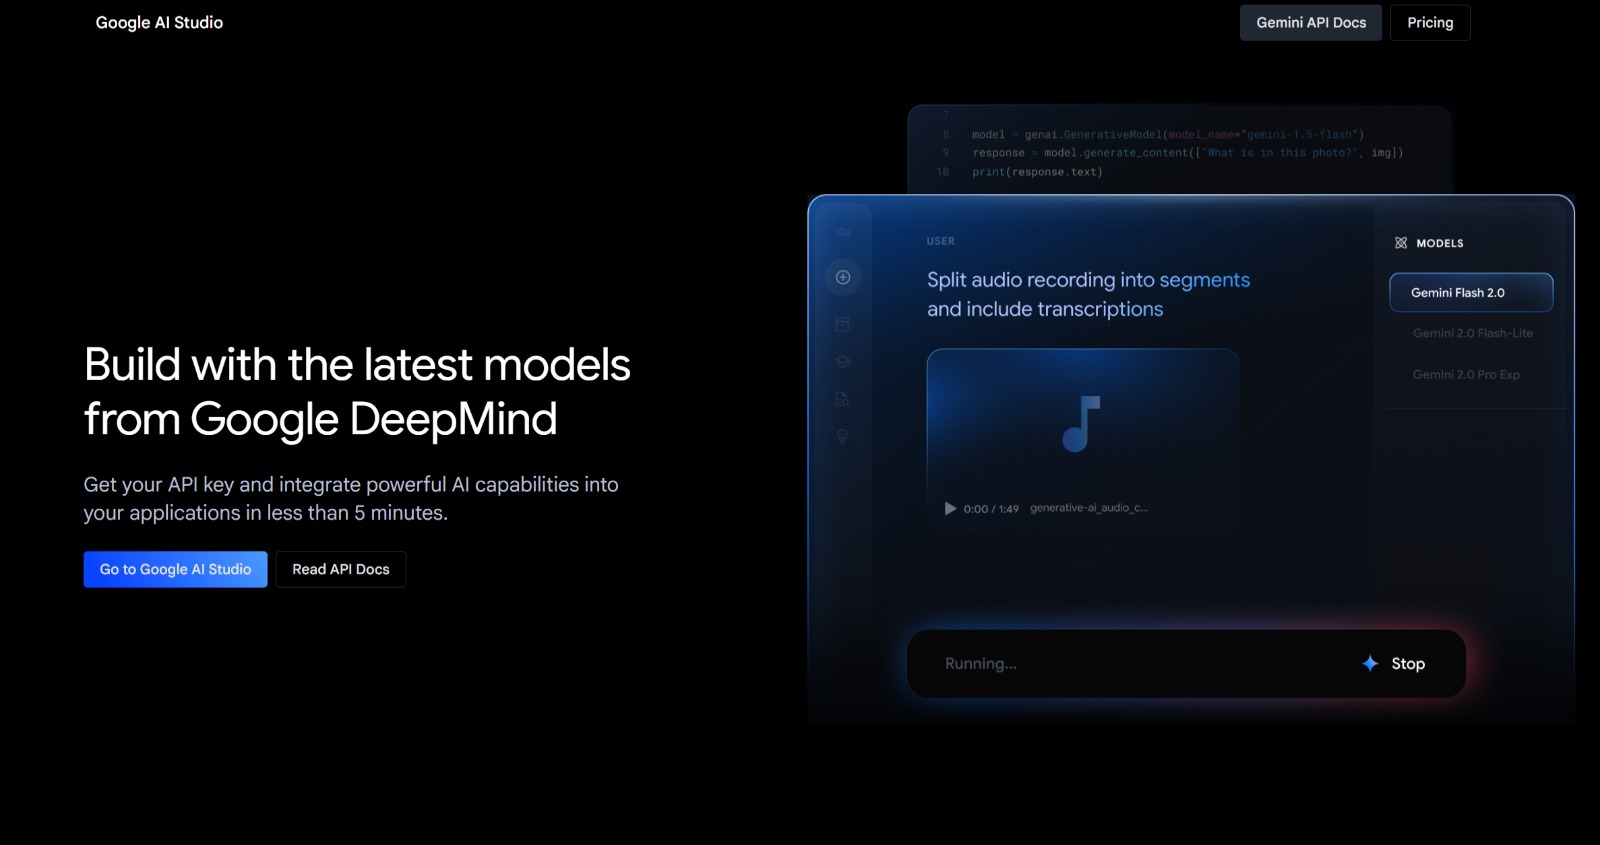 Google AI Studio
Gemini API Docs
Pricing
7
8 model = genai.GenerativeModel(model_name="gemini-1.5-flash")
9 response = model.generate_content(["What is in this photo?", img])
10 print(response.text)
USER
Split audio recording into segments
and include transcriptions
0:00 / 1:49 generative-ai_audio_c...
MODELS
Gemini Flash 2.0
Gemini 2.0 Flash-Lite
Gemini 2.0 Pro Exp
Running...
Stop
Build with the latest models
from Google DeepMind
Get your API key and integrate powerful AI capabilities into
your applications in less than 5 minutes.
Go to Google AI Studio
Read API Docs